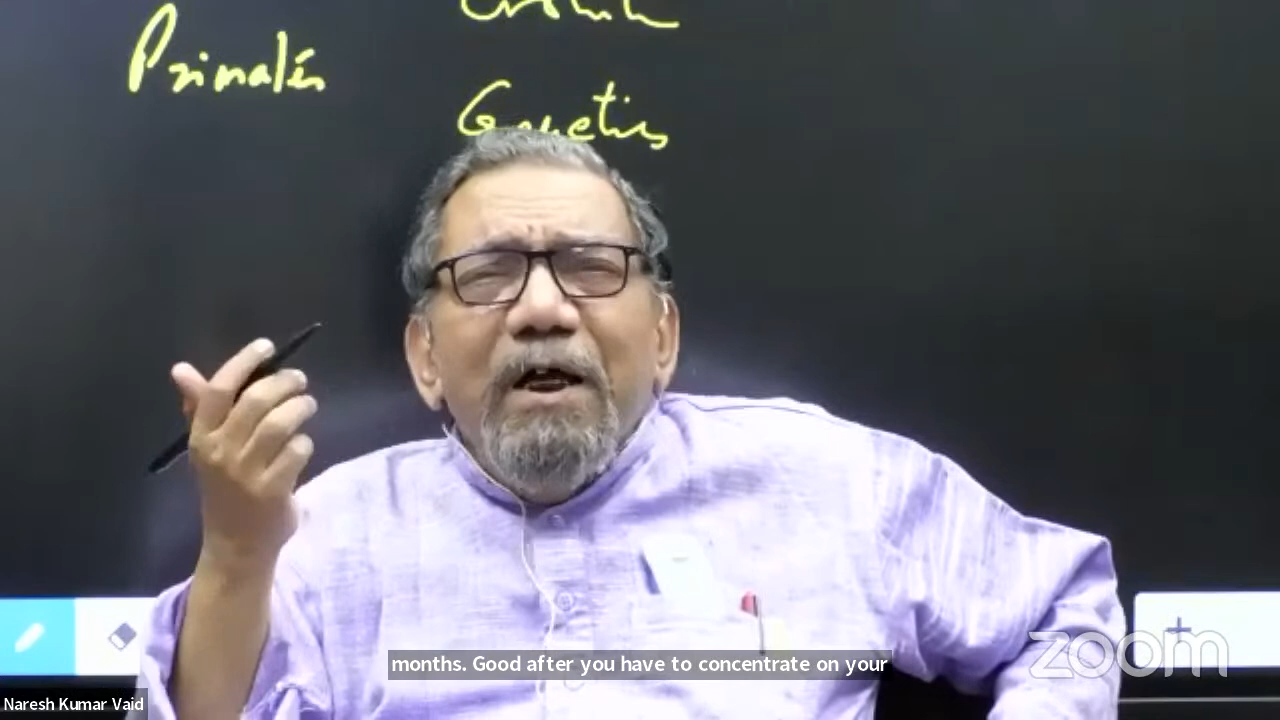 Primates
Genetics
months. Good after you have to concentrate on your
zoom
Naresh Kumar Vaid